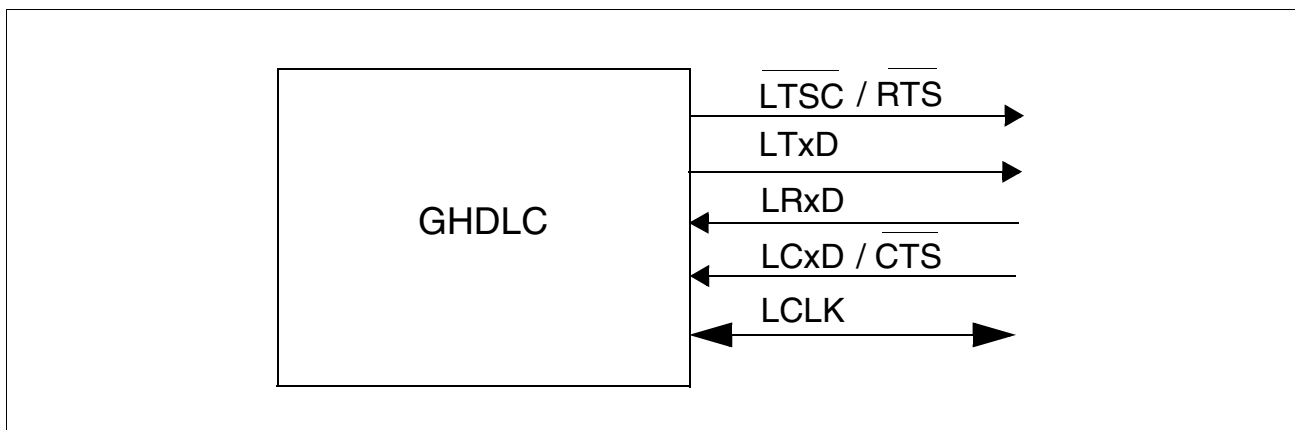 LTSC / RTS
LTxD
LRxD
GHDLC
LCxD / CTS
LCLK